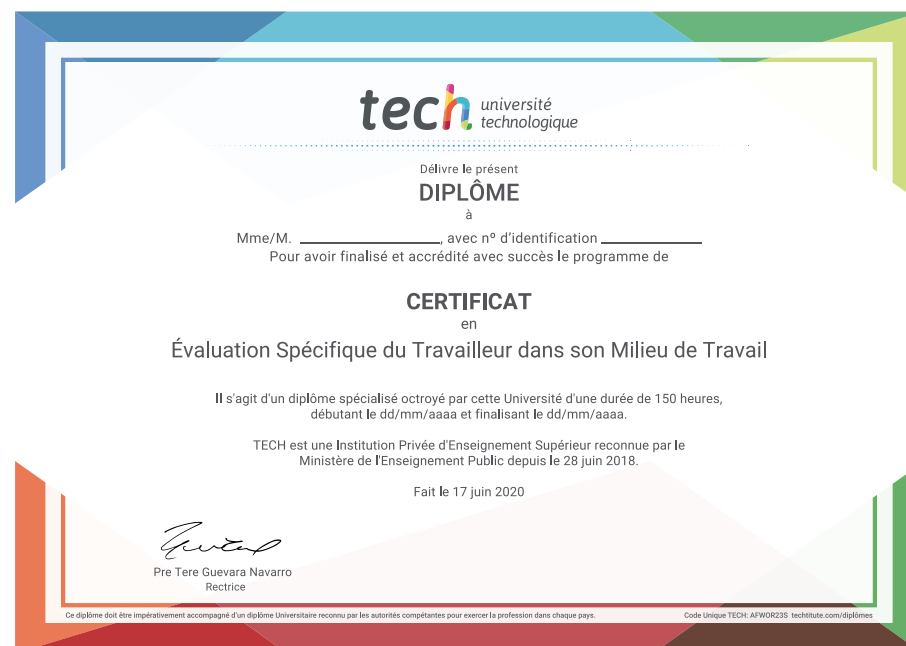 tech université
technologique
Délivre le présent
DIPLÔME
à
Mme/M. ____________________, avec nº d'identification ______________
Pour avoir finalisé et accrédité avec succès le programme de
CERTIFICAT
en
Évaluation Spécifique du Travailleur dans son Milieu de Travail
Il s'agit d'un diplôme spécialisé octroyé par cette Université d'une durée de 150 heures,
débutant le dd/mm/aaaa et finalisant le dd/mm/aaaa.
TECH est une Institution Privée d'Enseignement Supérieur reconnue par le
Ministère de l'Enseignement Public depuis le 28 juin 2018.
Fait le 17 juin 2020
Pre Tere Guevara Navarro
Rectrice
Ce diplôme doit être impérativement accompagné d'un diplôme Universitaire reconnu par les autorités compétentes pour exercer la profession dans chaque pays.
Code Unique TECH: AFWOR23S techtitute.com/diplômes